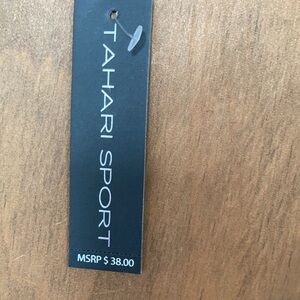 TAHARI SPORT
MSRP $ 38.00